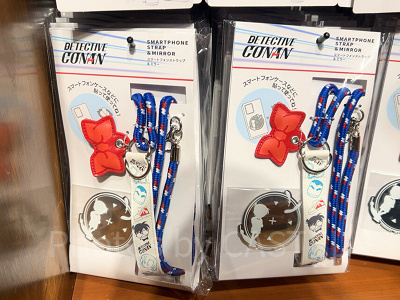 DETECTIVE
CONAN
SMARTPHONE
STRAP
& MIRROR
スマートフォンストラップ
&ミラー
スマートフォンケースなどに
貼って使ってね!
DETECTIVE
CONAN
SMARTPHONE
STRAP
& MIRROR
スマートフォンストラップ
&ミラー
スマートフォンケースなどに
貼って使ってね!